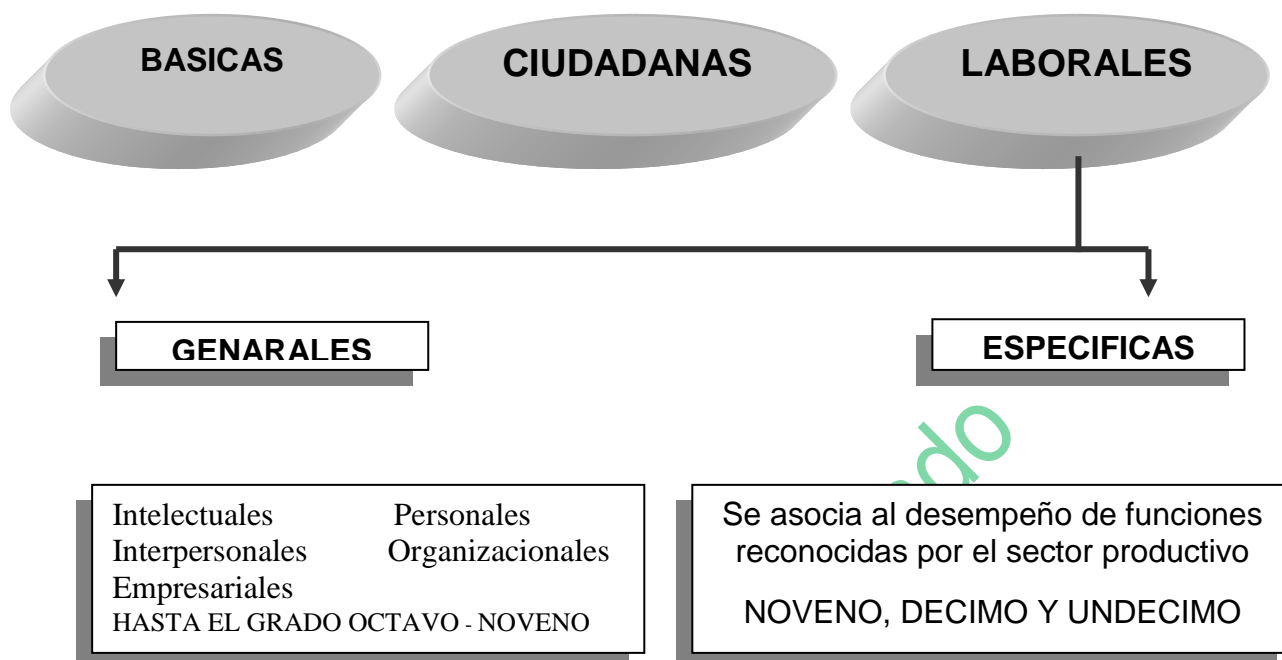 BASICAS
CIUDADANAS
LABORALES
GENARALES
ESPECIFICAS
Intelectuales Personales
Interpersonales Organizacionales
Empresariales
HASTA EL GRADO OCTAVO - NOVENO
Se asocia al desempeño de funciones
reconocidas por el sector productivo
NOVENO, DECIMO Y UNDECIMO